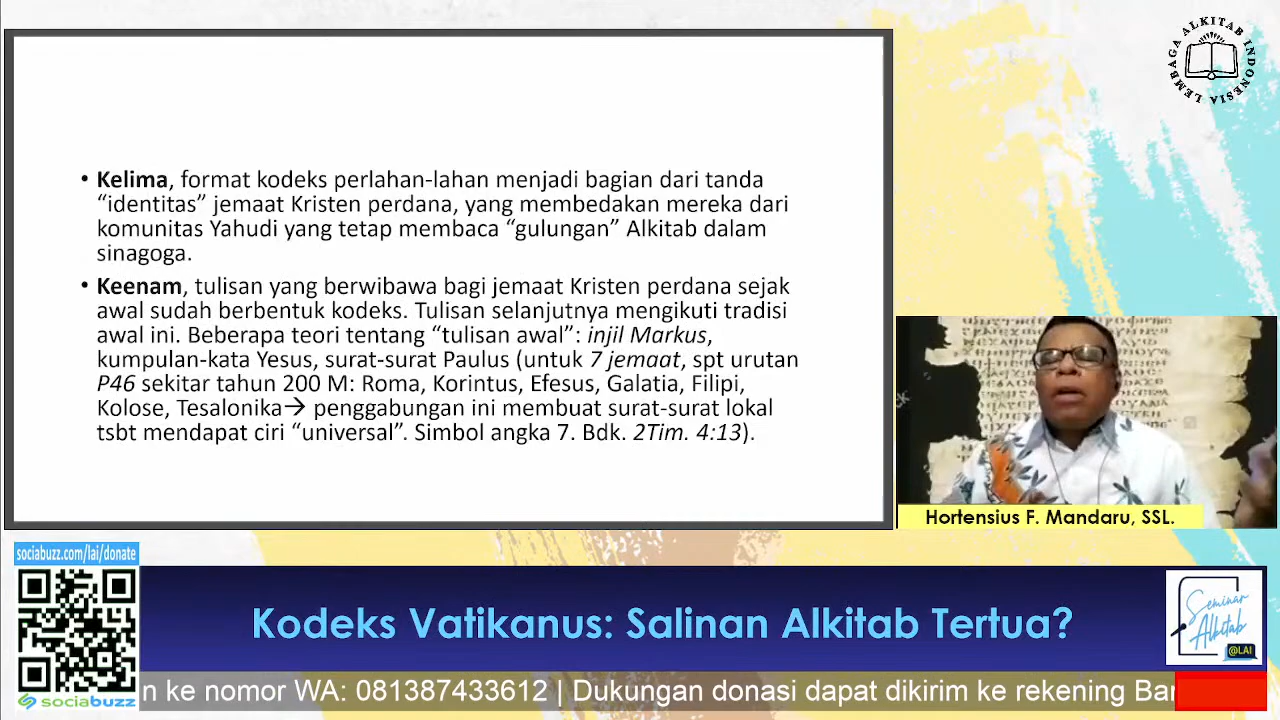 LEMBAGA ALKITAB INDONESIA
• Kelima, format kodeks perlahan-lahan menjadi bagian dari tanda
“identitas” jemaat Kristen perdana, yang membedakan mereka dari
komunitas Yahudi yang tetap membaca “gulungan” Alkitab dalam
sinagoga.
• Keenam, tulisan yang berwibawa bagi jemaat Kristen perdana sejak
awal sudah berbentuk kodeks. Tulisan selanjutnya mengikuti tradisi
awal ini. Beberapa teori tentang “tulisan awal”: injil Markus,
kumpulan-kata Yesus, surat-surat Paulus (untuk 7 jemaat, spt urutan
P46 sekitar tahun 200 M: Roma, Korintus, Efesus, Galatia, Filipi,
Kolose, Tesalonika→ penggabungan ini membuat surat-surat lokal
tsbt mendapat ciri “universal”. Simbol angka 7. Bdk. 2Tim. 4:13).
Hortensius F. Mandaru, SSL.
sociabuzz.com/lai/donate
Kodeks Vatikanus: Salinan Alkitab Tertua?
Seminar
Alkitab
@LAI
sociabuzz
n ke nomor WA: 081387433612 | Dukungan donasi dapat dikirim ke rekening Ban